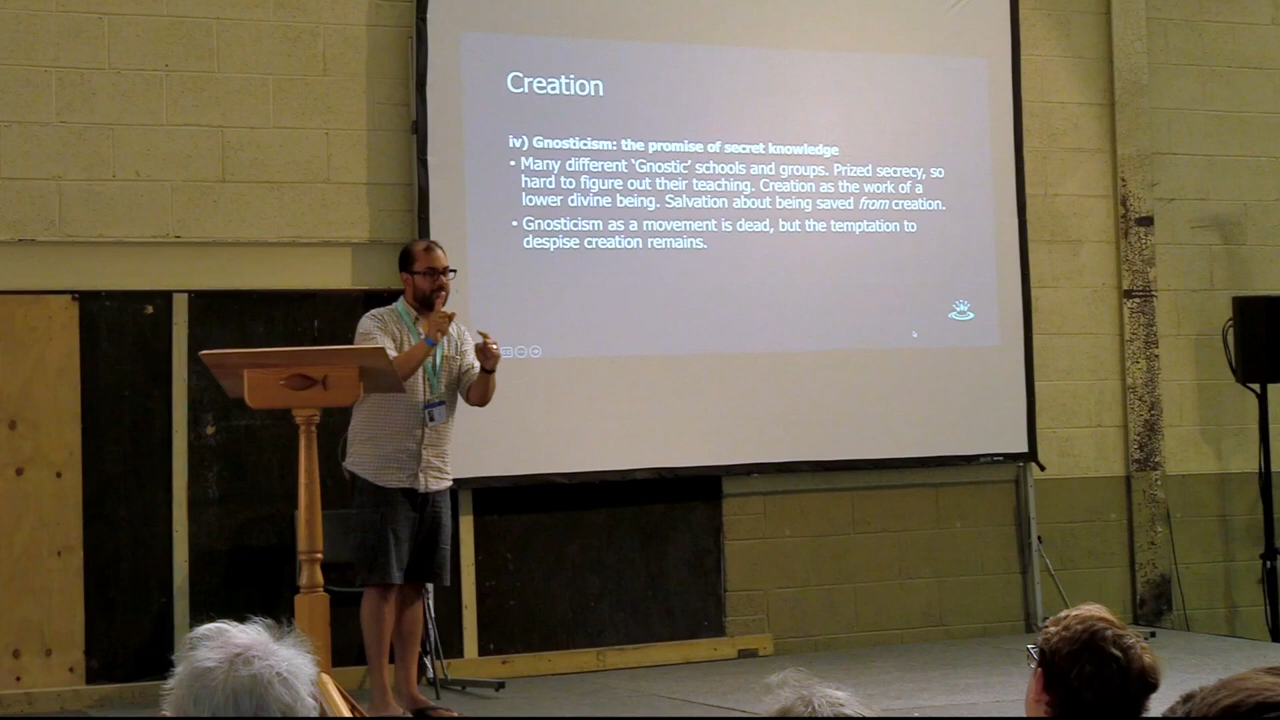 Creation
iv) Gnosticism: the promise of secret knowledge
• Many different ‘Gnostic’ schools and groups. Prized secrecy, so
hard to figure out their teaching. Creation as the work of a
lower divine being. Salvation about being saved from creation.
• Gnosticism as a movement is dead, but the temptation to
despise creation remains.